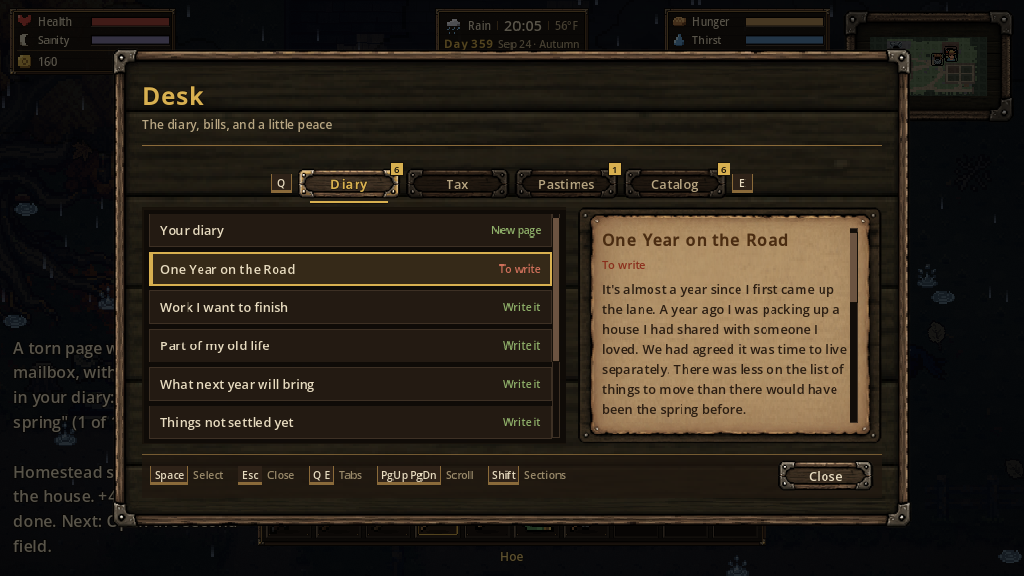 Health
Sanity
160
Rain 20:05 56°F
Day 359 Sep 24 · Autumn
Hunger
Thirst
Desk
The diary, bills, and a little peace
Q
Diary 6
Tax
Pastimes 1
Catalog 6
E
Your diary New page
One Year on the Road To write
Work I want to finish Write it
Part of my old life Write it
What next year will bring Write it
Things not settled yet Write it
One Year on the Road
To write
It's almost a year since I first came up
the lane. A year ago I was packing up a
house I had shared with someone I
loved. We had agreed it was time to live
separately. There was less on the list of
things to move than there would have
been the spring before.
Space Select Esc Close Q E Tabs PgUp PgDn Scroll Shift Sections
Close
A torn page
mailbox, with
in your diary:
spring" (1 of
Homestead
the house. +4
done. Next:
field.
Hoe